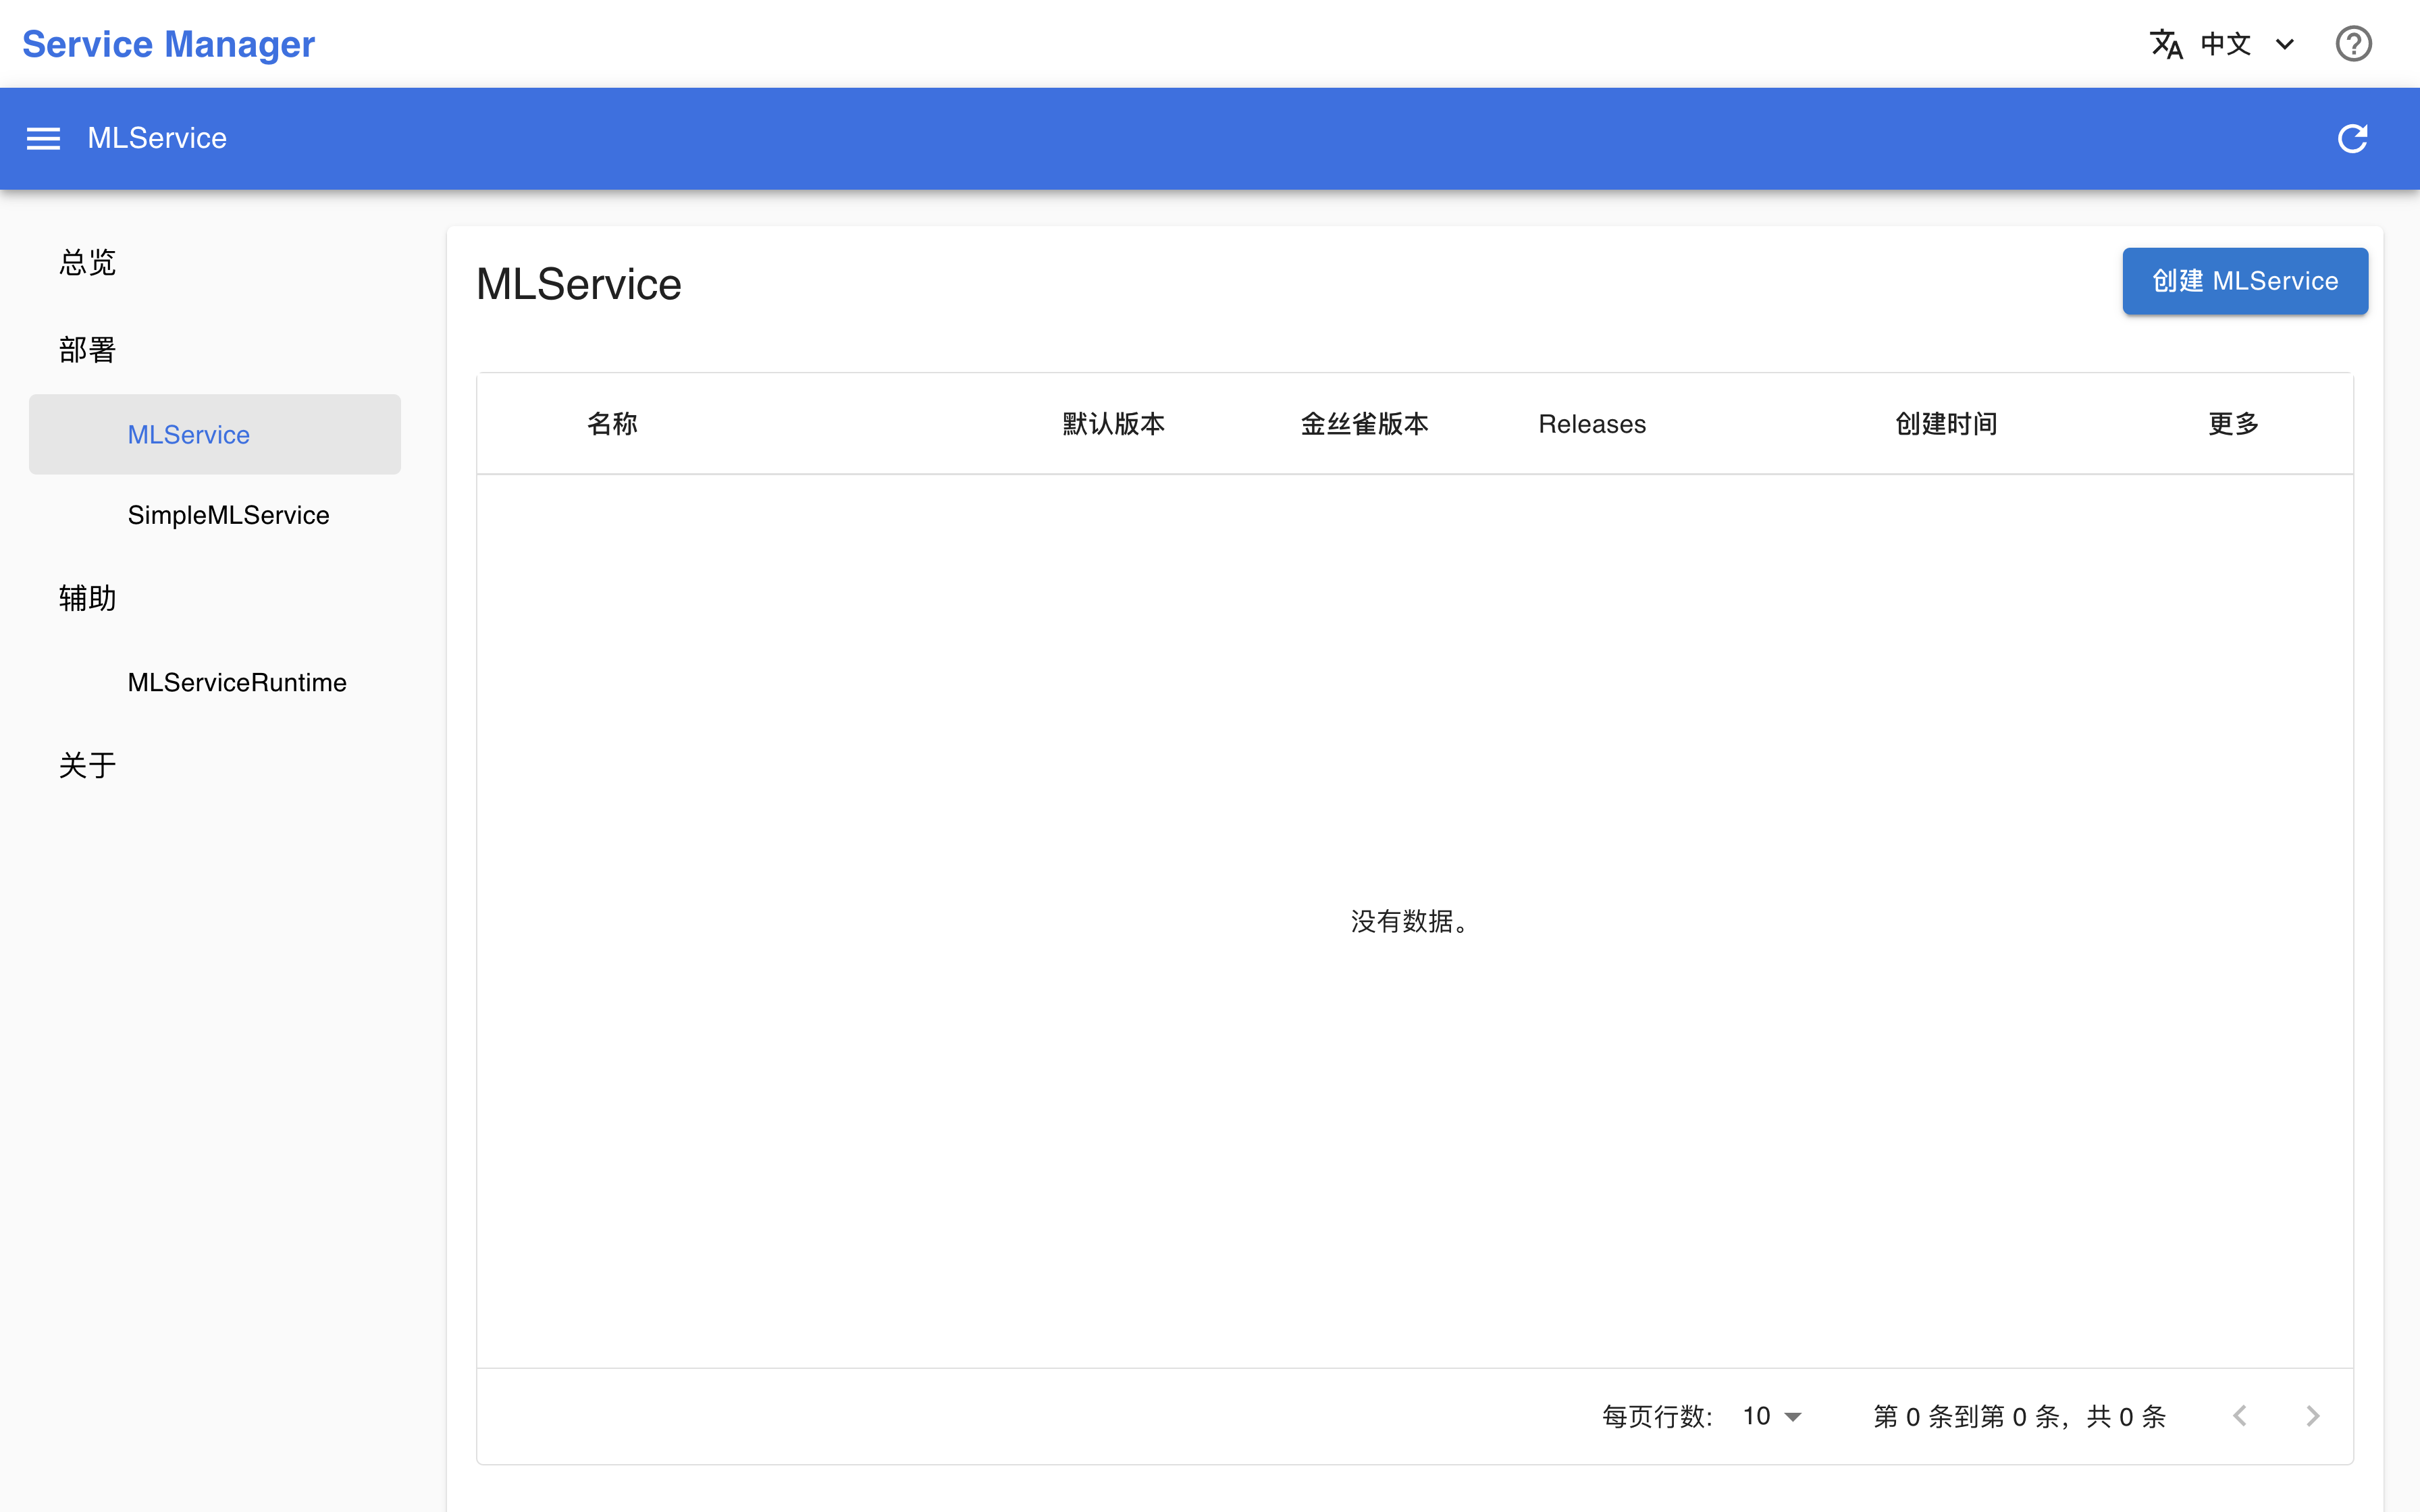 Service Manager
中文
MLService
总览
部署
MLService
SimpleMLService
辅助
MLServiceRuntime
关于
MLService
创建 MLService
名称 默认版本 金丝雀版本 Releases 创建时间 更多
没有数据。
每页行数: 10 第 0 条到第 0 条，共 0 条